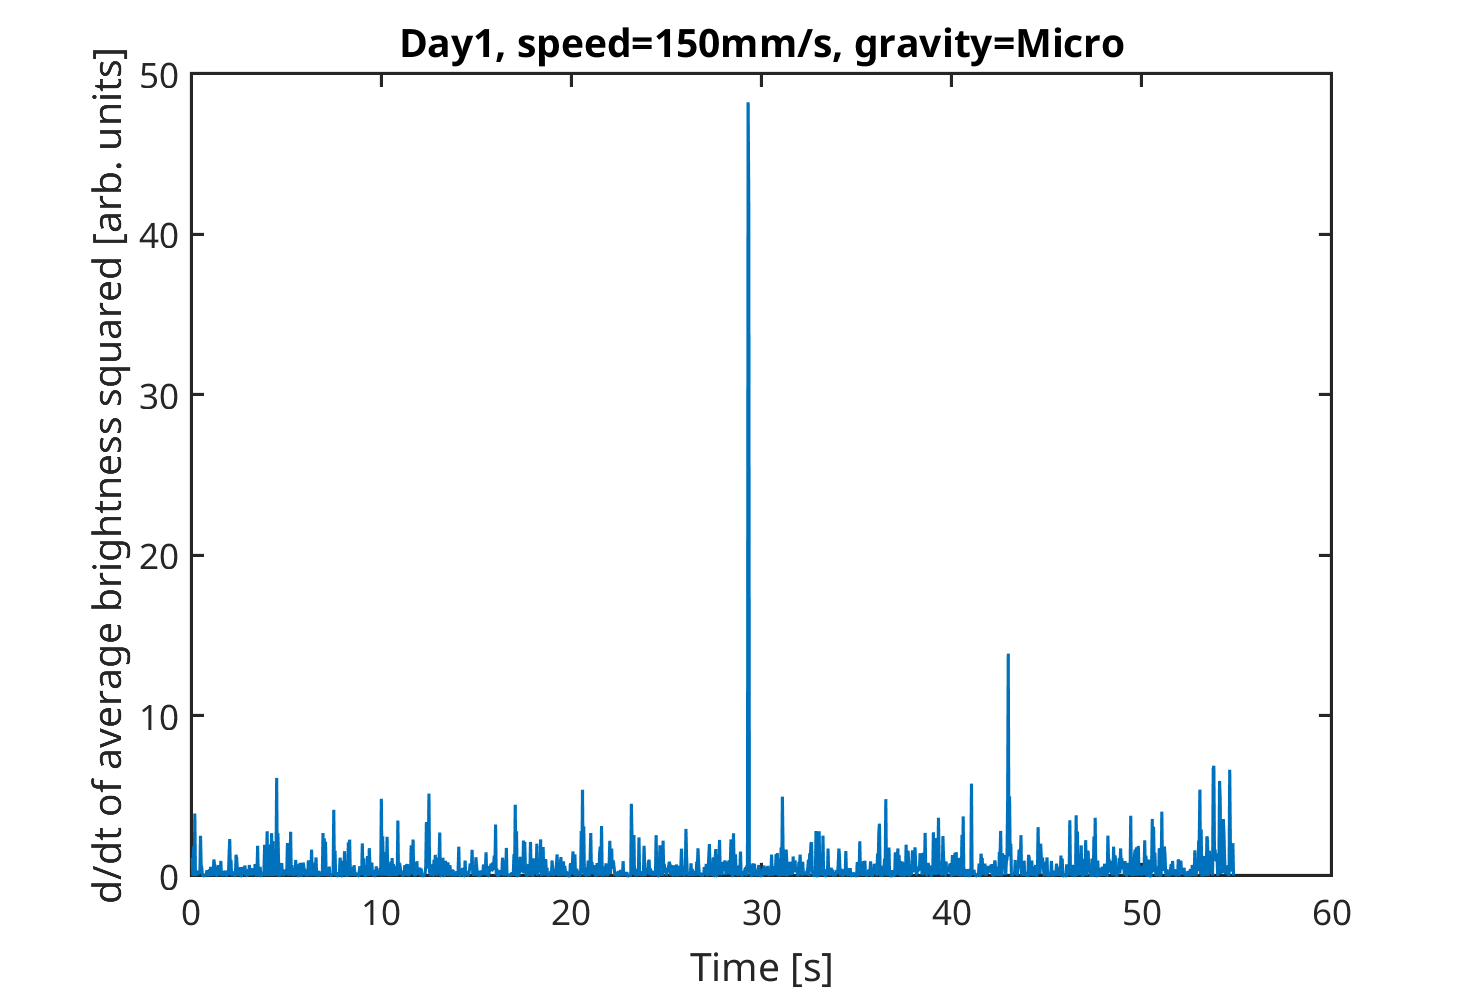 Day1, speed=150mm/s, gravity=Micro
d/dt of average brightness squared [arb. units]
50
40
30
20
10
0
0 10 20 30 40 50 60
Time [s]